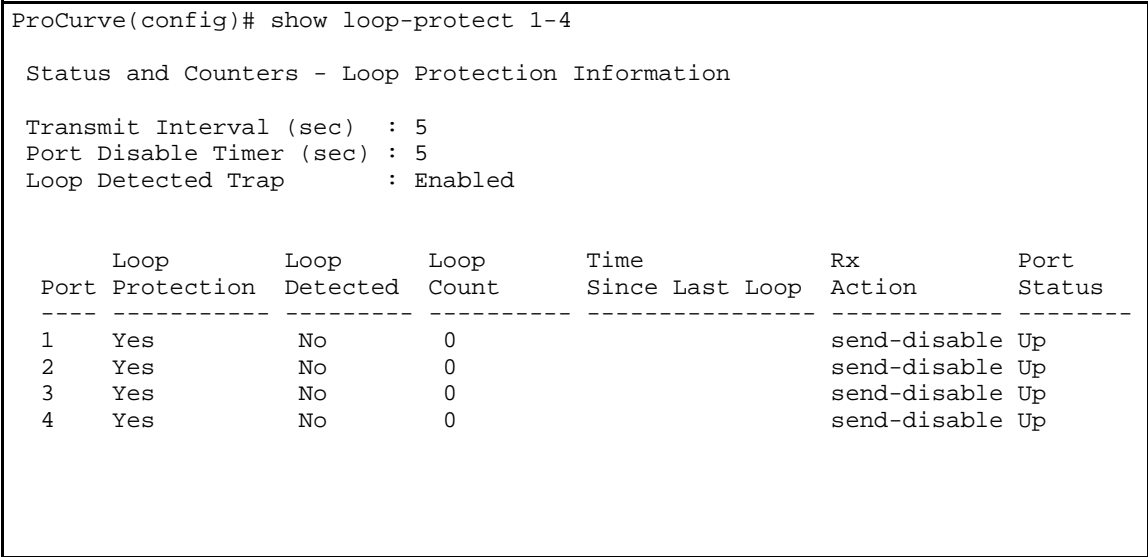 ProCurve(config)# show loop-protect 1-4
Status and Counters - Loop Protection Information
Transmit Interval (sec)  : 5
Port Disable Timer (sec) : 5
Loop Detected Trap       : Enabled
     Loop        Loop      Loop       Time             Rx           Port
Port Protection  Detected  Count      Since Last Loop  Action       Status
---- ----------- --------- ---------- ---------------- ------------ --------
1    Yes          No        0                          send-disable Up
2    Yes          No        0                          send-disable Up
3    Yes          No        0                          send-disable Up
4    Yes          No        0                          send-disable Up